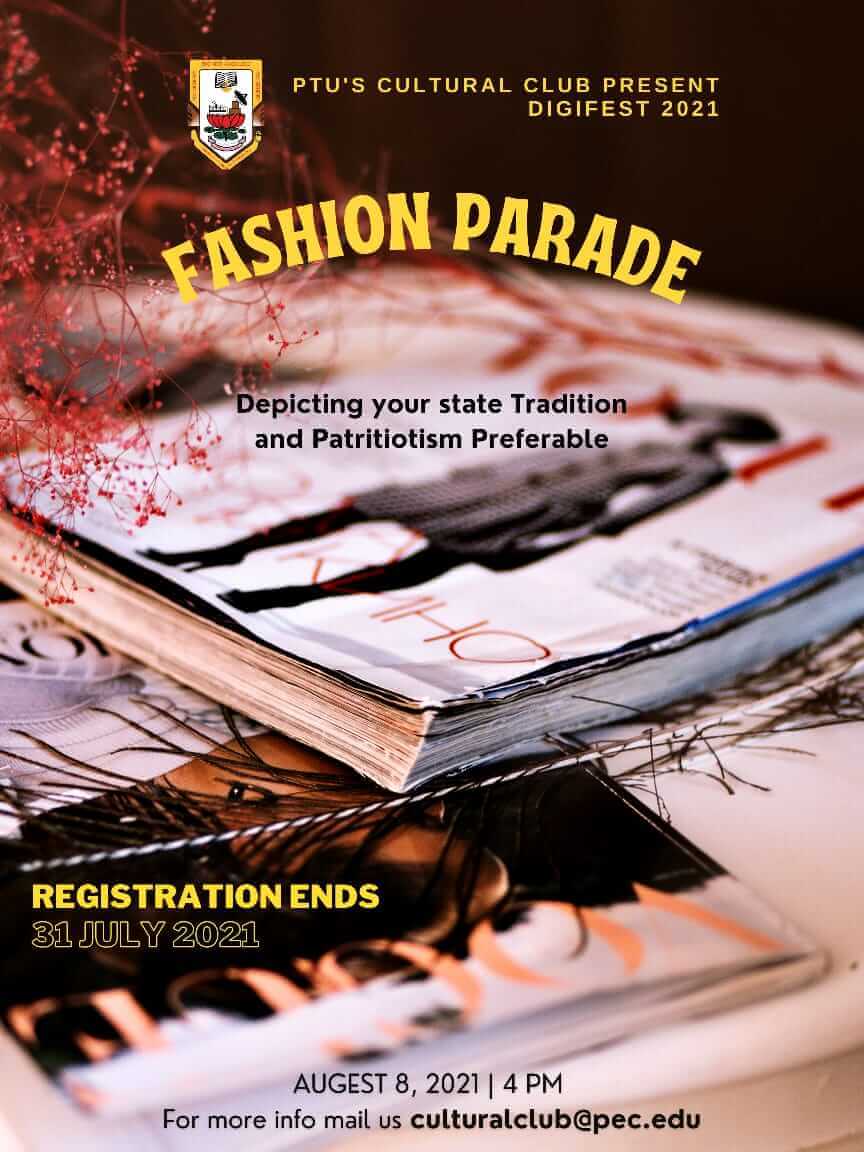 PTU'S CULTURAL CLUB PRESENT
DIGIFEST 2021
FASHION PARADE
Depicting your state Tradition
and Patritiotism Preferable
OHO
REGISTRATION ENDS
31 JULY 2021
AUGEST 8, 2021 | 4 PM
For more info mail us culturalclub@pec.edu